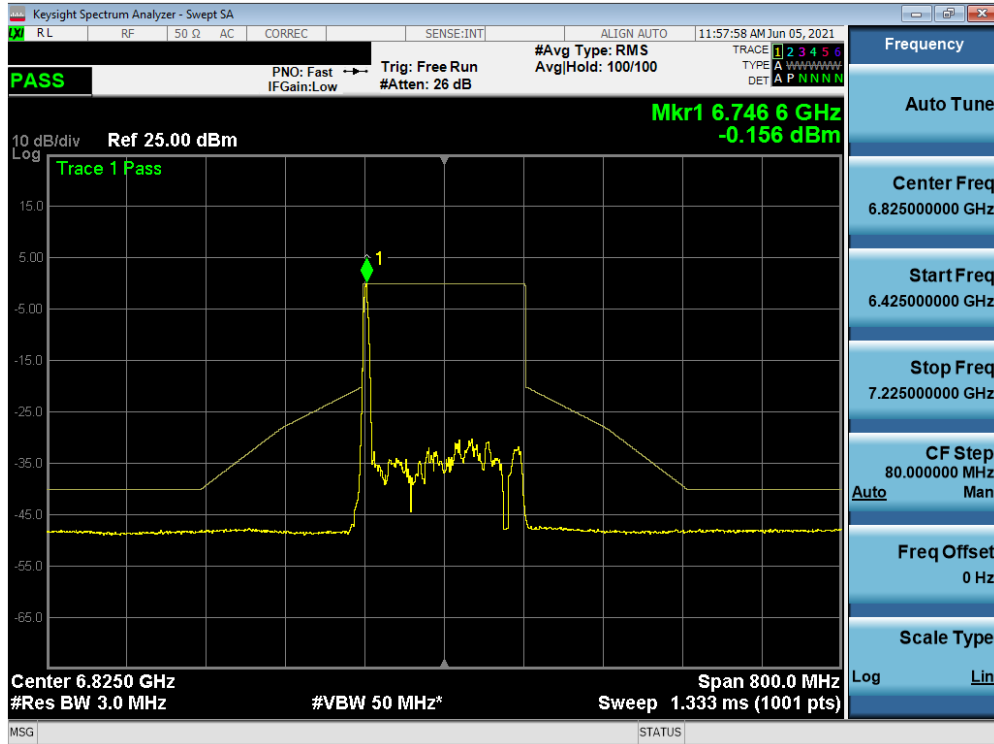 Keysight Spectrum Analyzer - Swept SA
LXI RL RF 50 Ω AC CORREC SENSE:INT ALIGN AUTO 11:57:58 AM Jun 05, 2021
PASS
PNO: Fast
IFGain:Low
Trig: Free Run
#Atten: 26 dB
#Avg Type: RMS
Avg|Hold: 100/100
TRACE 1 2 3 4 5 6
TYPE A WWWWW
DET A P N N N N
Mkr1 6.746 6 GHz
-0.156 dBm
10 dB/div Ref 25.00 dBm
Log
Trace 1 Pass
15.0
5.00
-5.00
-15.0
-25.0
-35.0
-45.0
-55.0
-65.0
1
Center 6.8250 GHz Span 800.0 MHz
#Res BW 3.0 MHz #VBW 50 MHz* Sweep 1.333 ms (1001 pts)
MSG STATUS
Frequency
Auto Tune
Center Freq
6.825000000 GHz
Start Freq
6.425000000 GHz
Stop Freq
7.225000000 GHz
CF Step
80.000000 MHz
Auto Man
Freq Offset
0 Hz
Scale Type
Log Lin